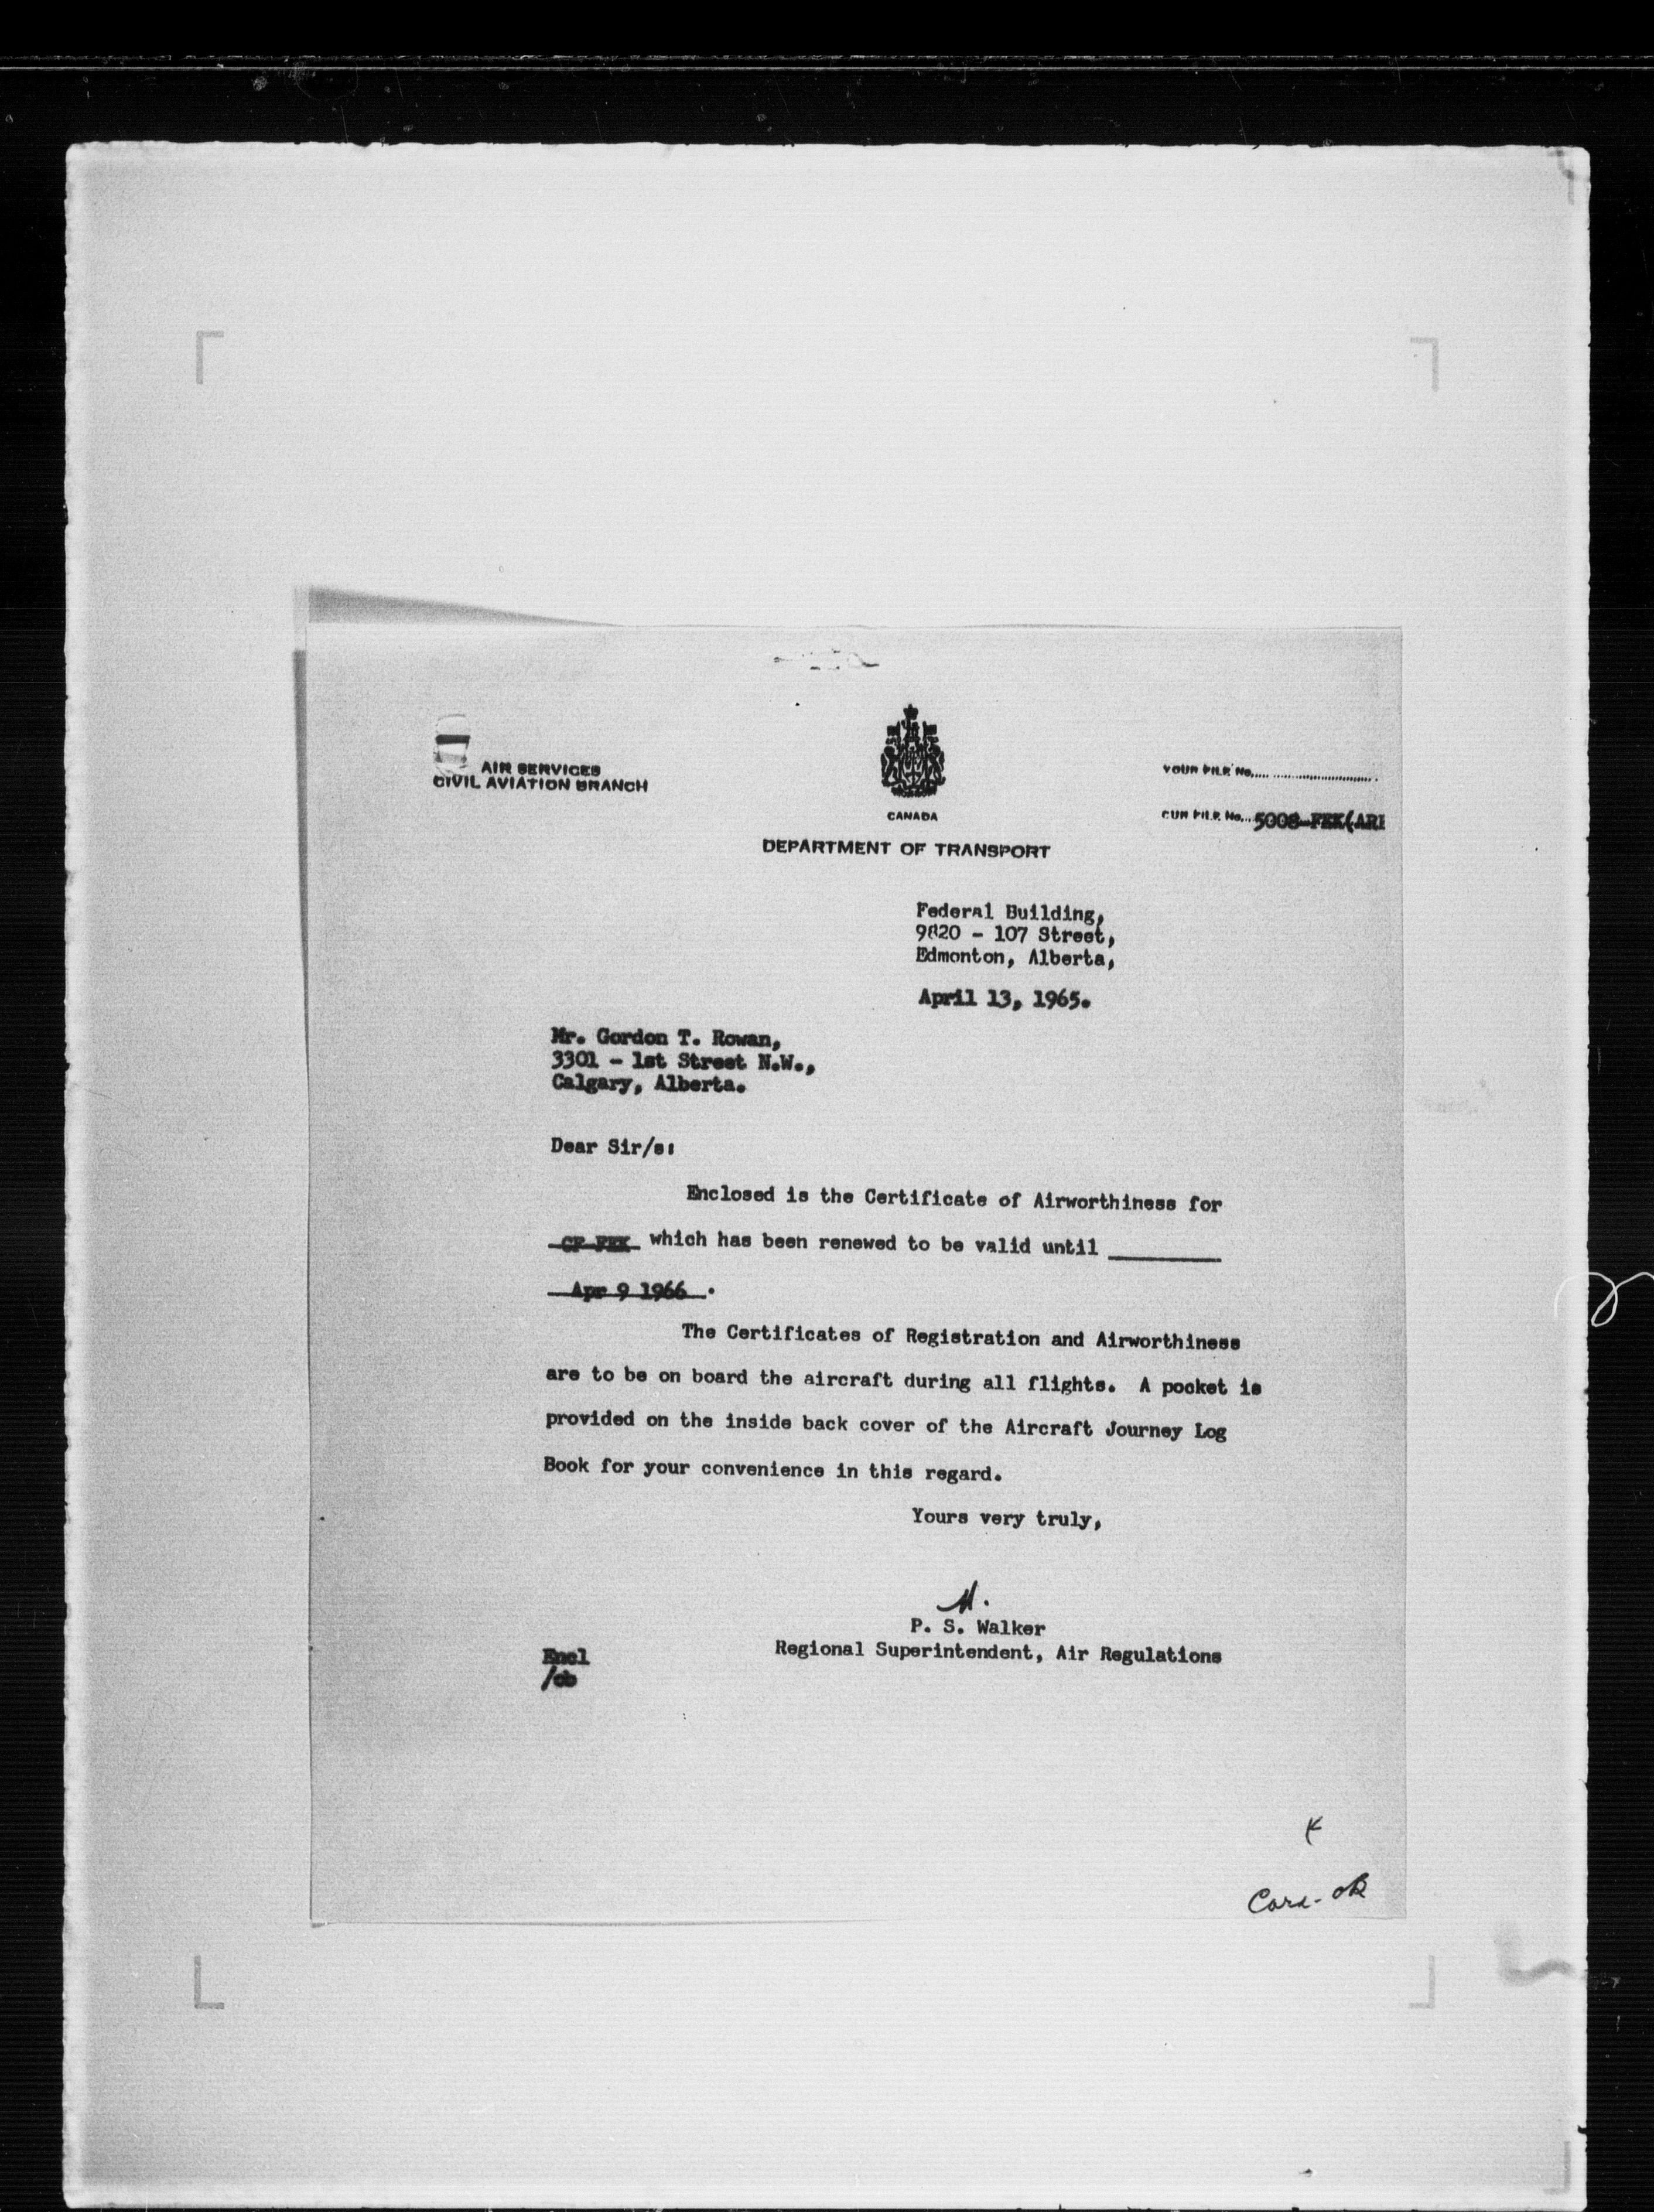 AIR SERVICES
CIVIL AVIATION BRANCH
CANADA
DEPARTMENT OF TRANSPORT
YOUR FILE No.
OUR FILE No. 5008-FEK(ARI
Federal Building,
9820 - 107 Street,
Edmonton, Alberta,
April 13, 1965.
Mr. Gordon T. Rowan,
3301 - 1st Street N.W.,
Calgary, Alberta.
Dear Sir/s:
Enclosed is the Certificate of Airworthiness for
CF which has been renewed to be valid until
Apr 9 1966 .
The Certificates of Registration and Airworthiness
are to be on board the aircraft during all flights. A pocket is
provided on the inside back cover of the Aircraft Journey Log
Book for your convenience in this regard.
Yours very truly,
P. S. Walker
Regional Superintendent, Air Regulations
Encl
/cb
ok